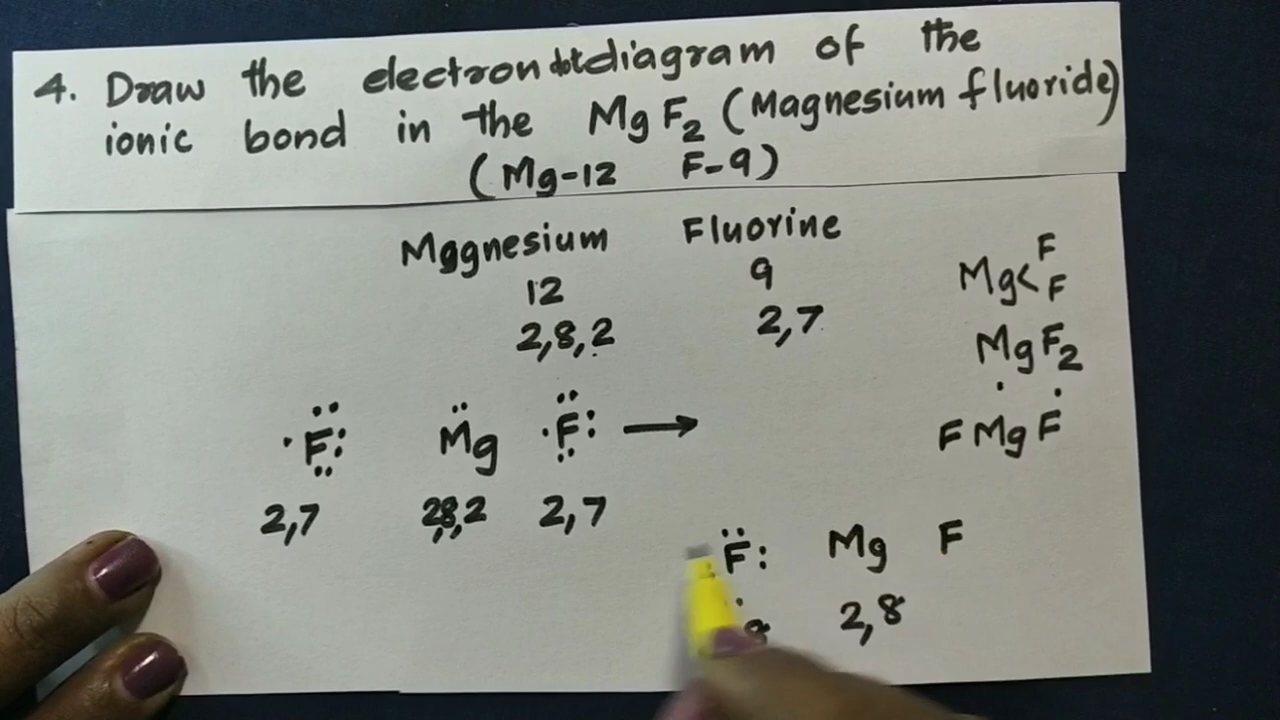 4. Draw the electron dot diagram of the
ionic bond in the MgF₂ (Magnesium fluoride)
(Mg-12 F-9)
Magnesium Fluorine
12 9
2,8,2 2,7
Mg< F F
MgF₂
·F̈: M̈g ·F̈: →
F Mg F
2,7 2,8,2 2,7
F̈: Mg F
2,8